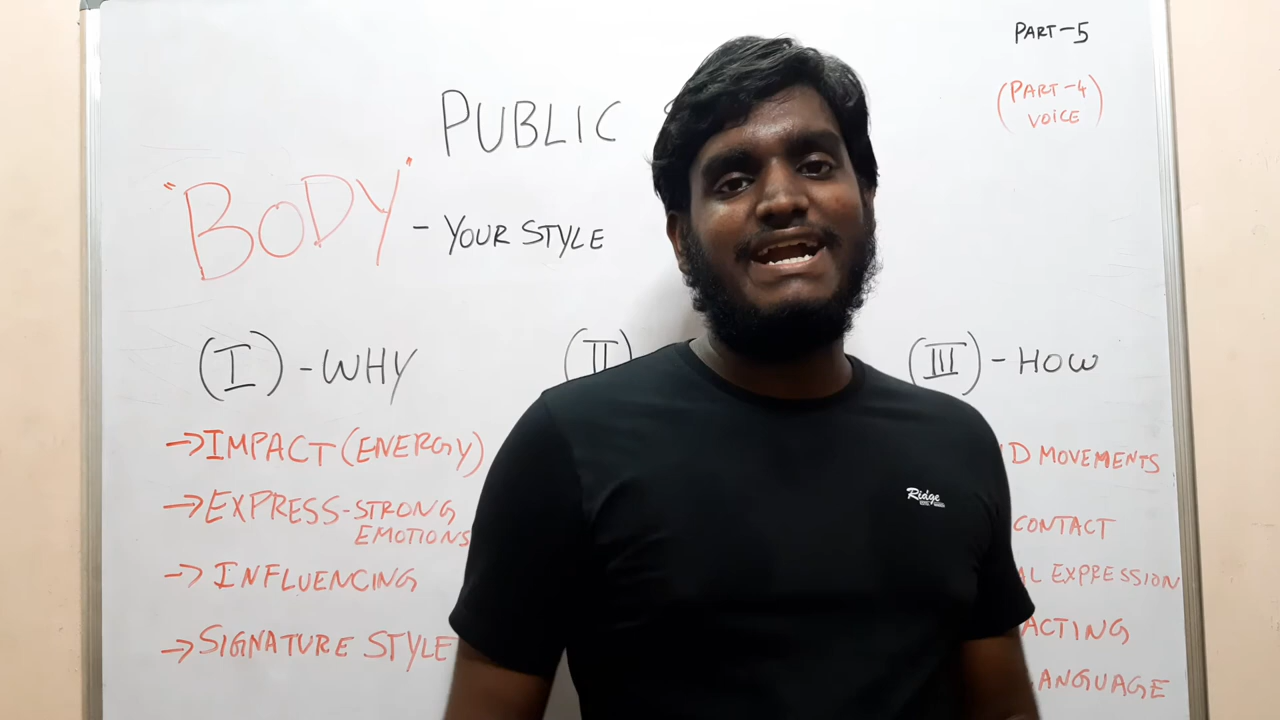 PART-5
(PART-4
VOICE)
PUBLIC
"BODY" - YOUR STYLE
(I) - WHY
(II)
(III) - HOW
→IMPACT (ENERGY)
→EXPRESS-STRONG
EMOTIONS
→ INFLUENCING
→ SIGNATURE STYLE
D MOVEMENTS
CONTACT
AL EXPRESSION
ACTING
LANGUAGE
Ridge